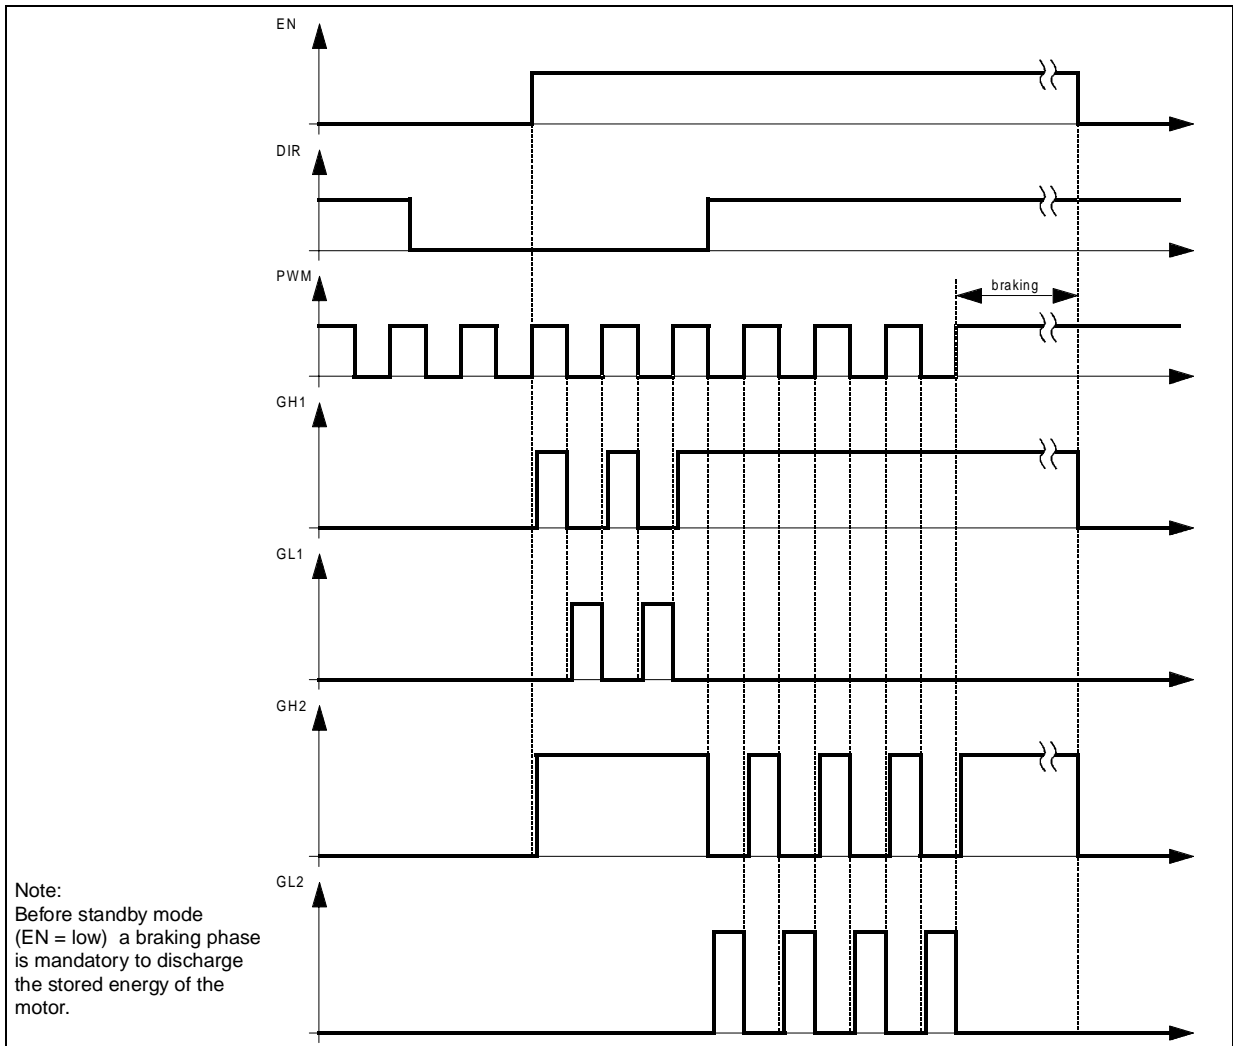 EN
DIR
PWM
braking
GH1
GL1
GH2
GL2
Note:
Before standby mode
(EN = low) a braking phase
is mandatory to discharge
the stored energy of the
motor.